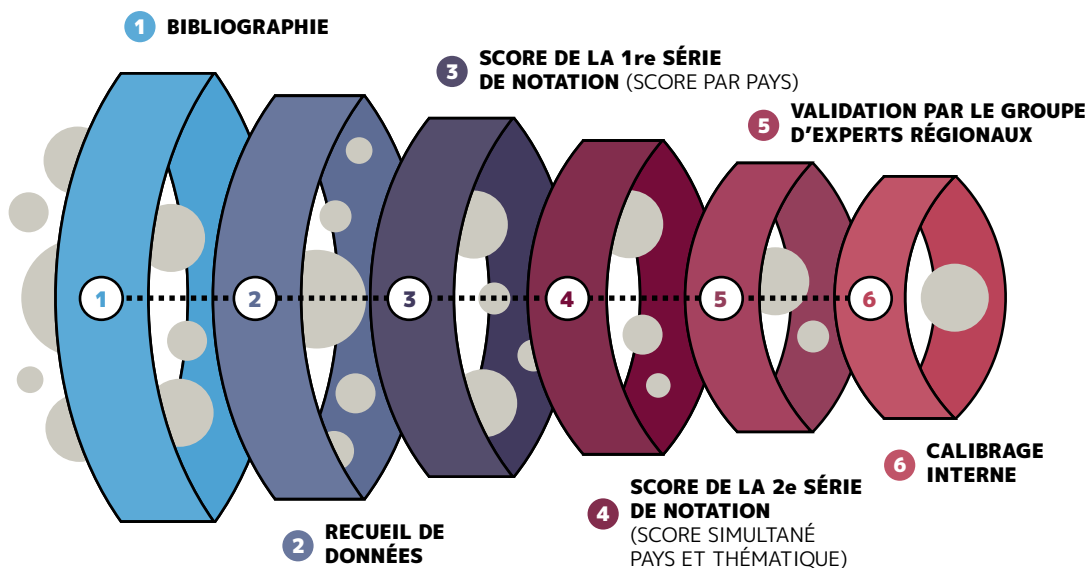 1 BIBLIOGRAPHIE
3 SCORE DE LA 1re SÉRIE
DE NOTATION (SCORE PAR PAYS)
5 VALIDATION PAR LE GROUPE
D'EXPERTS RÉGIONAUX
1 2 3 4 5 6
2 RECUEIL DE
DONNÉES
4 SCORE DE LA 2e SÉRIE
DE NOTATION
(SCORE SIMULTANÉ
PAYS ET THÉMATIQUE)
6 CALIBRAGE
INTERNE